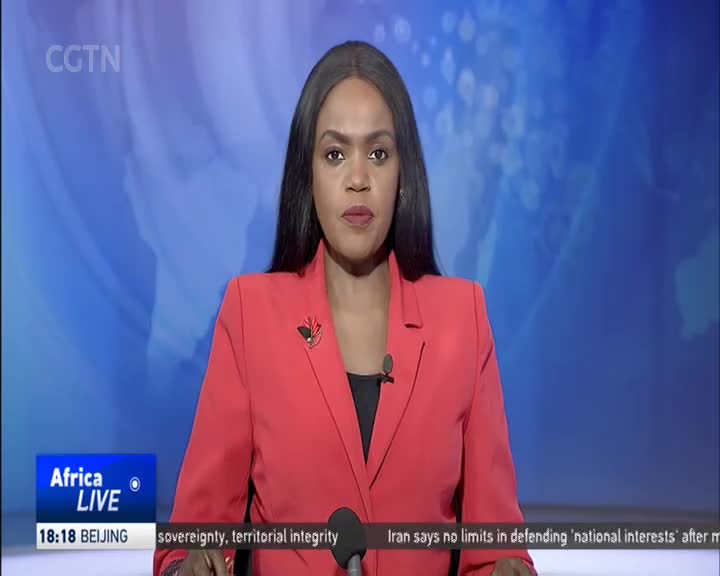 CGTN
Africa
LIVE
18:18 BEIJING
sovereignty, territorial integrity
Iran says no limits in defending 'national interests' after